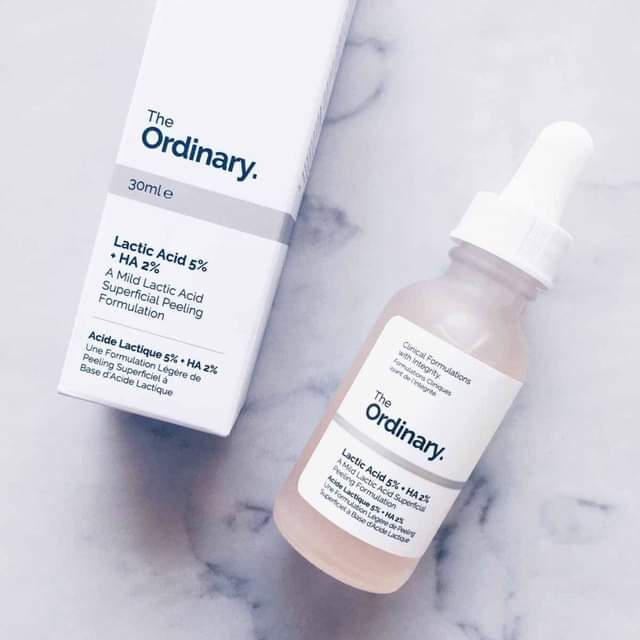 The
Ordinary.
30ml e
Lactic Acid 5%
+ HA 2%
A Mild Lactic Acid
Superficial Peeling
Formulation
Acide Lactique 5% + HA 2%
Une Formulation Légère de
Peeling Superficiel à
Base d'Acide Lactique
Clinical Formulations
with Integrity.
Formulations Cliniques
The
Ordinary.
Lactic Acid 5% + HA 2%
A Mild Lactic Acid Superficial
Peeling Formulation
Acide Lactique 5% + HA 2%
Une Formulation Légère de Peeling
Superficiel à Base d'Acide Lactique